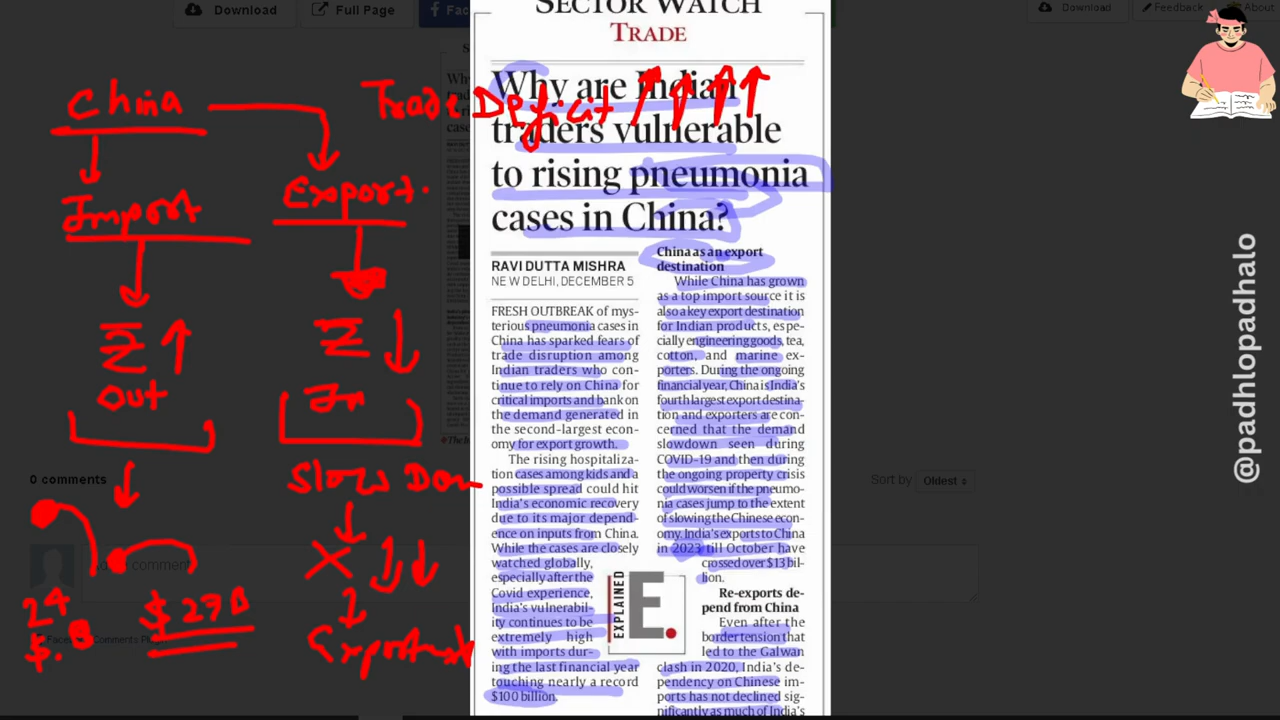 Download
Full Page
Fac
Download
Feedback
About
SECTOR WATCH
TRADE
Why are Indian
traders vulnerable
to rising pneumonia
cases in China?
RAVI DUTTA MISHRA
NEW DELHI, DECEMBER 5
FRESH OUTBREAK of mys-
terious pneumonia cases in
China has sparked fears of
trade disruption among
Indian traders who con-
tinue to rely on China for
critical imports and bank on
the demand generated in
the second-largest econ-
omy for export growth.
The rising hospitaliza-
tion cases among kids and a
possible spread could hit
India's economic recovery
due to its major depend-
ence on inputs from China.
While the cases are closely
watched globally,
especially after the
Covid experience,
India's vulnerabil-
ity continues to be
extremely high
with imports dur-
ing the last financial year
touching nearly a record
$100 billion.
EXPLAINED
E.
China as an export
destination
While China has grown
as a top import source it is
also a key export destination
for Indian products, espe-
cially engineering goods, tea,
cotton, and marine ex-
porters. During the ongoing
financial year, China is India's
fourth largest export destina-
tion and exporters are con-
cerned that the demand
slowdown seen during
COVID-19 and then during
the ongoing property crisis
could worsen if the pneumo-
nia cases jump to the extent
of slowing the Chinese econ-
omy. India's exports to China
in 2023 till October have
crossed over $13 bil-
lion.
Re-exports de-
pend from China
Even after the
border tension that
led to the Galwan
clash in 2020, India's de-
pendency on Chinese im-
ports has not declined sig-
nificantly as much of India's
China
Trade Deficit
Import
Export
Out
In
Slow Down
24
$.
$ 27B
0 comments
Sort by
Oldest
comment
Comments Plugin
@padhlopadhalo